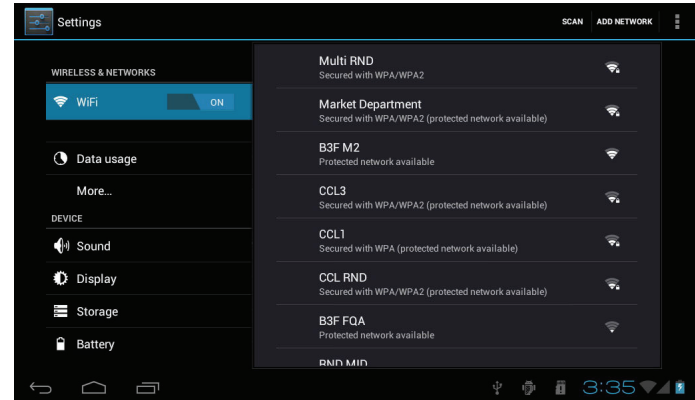 Settings
SCAN
ADD NETWORK
WIRELESS & NETWORKS
WiFi
ON
Data usage
More...
DEVICE
Sound
Display
Storage
Battery
Multi RND
Secured with WPA/WPA2
Market Department
Secured with WPA/WPA2 (protected network available)
B3F M2
Protected network available
CCL3
Secured with WPA/WPA2 (protected network available)
CCL1
Secured with WPA (protected network available)
CCL RND
Secured with WPA/WPA2 (protected network available)
B3F FQA
Protected network available
RND MID
3:35